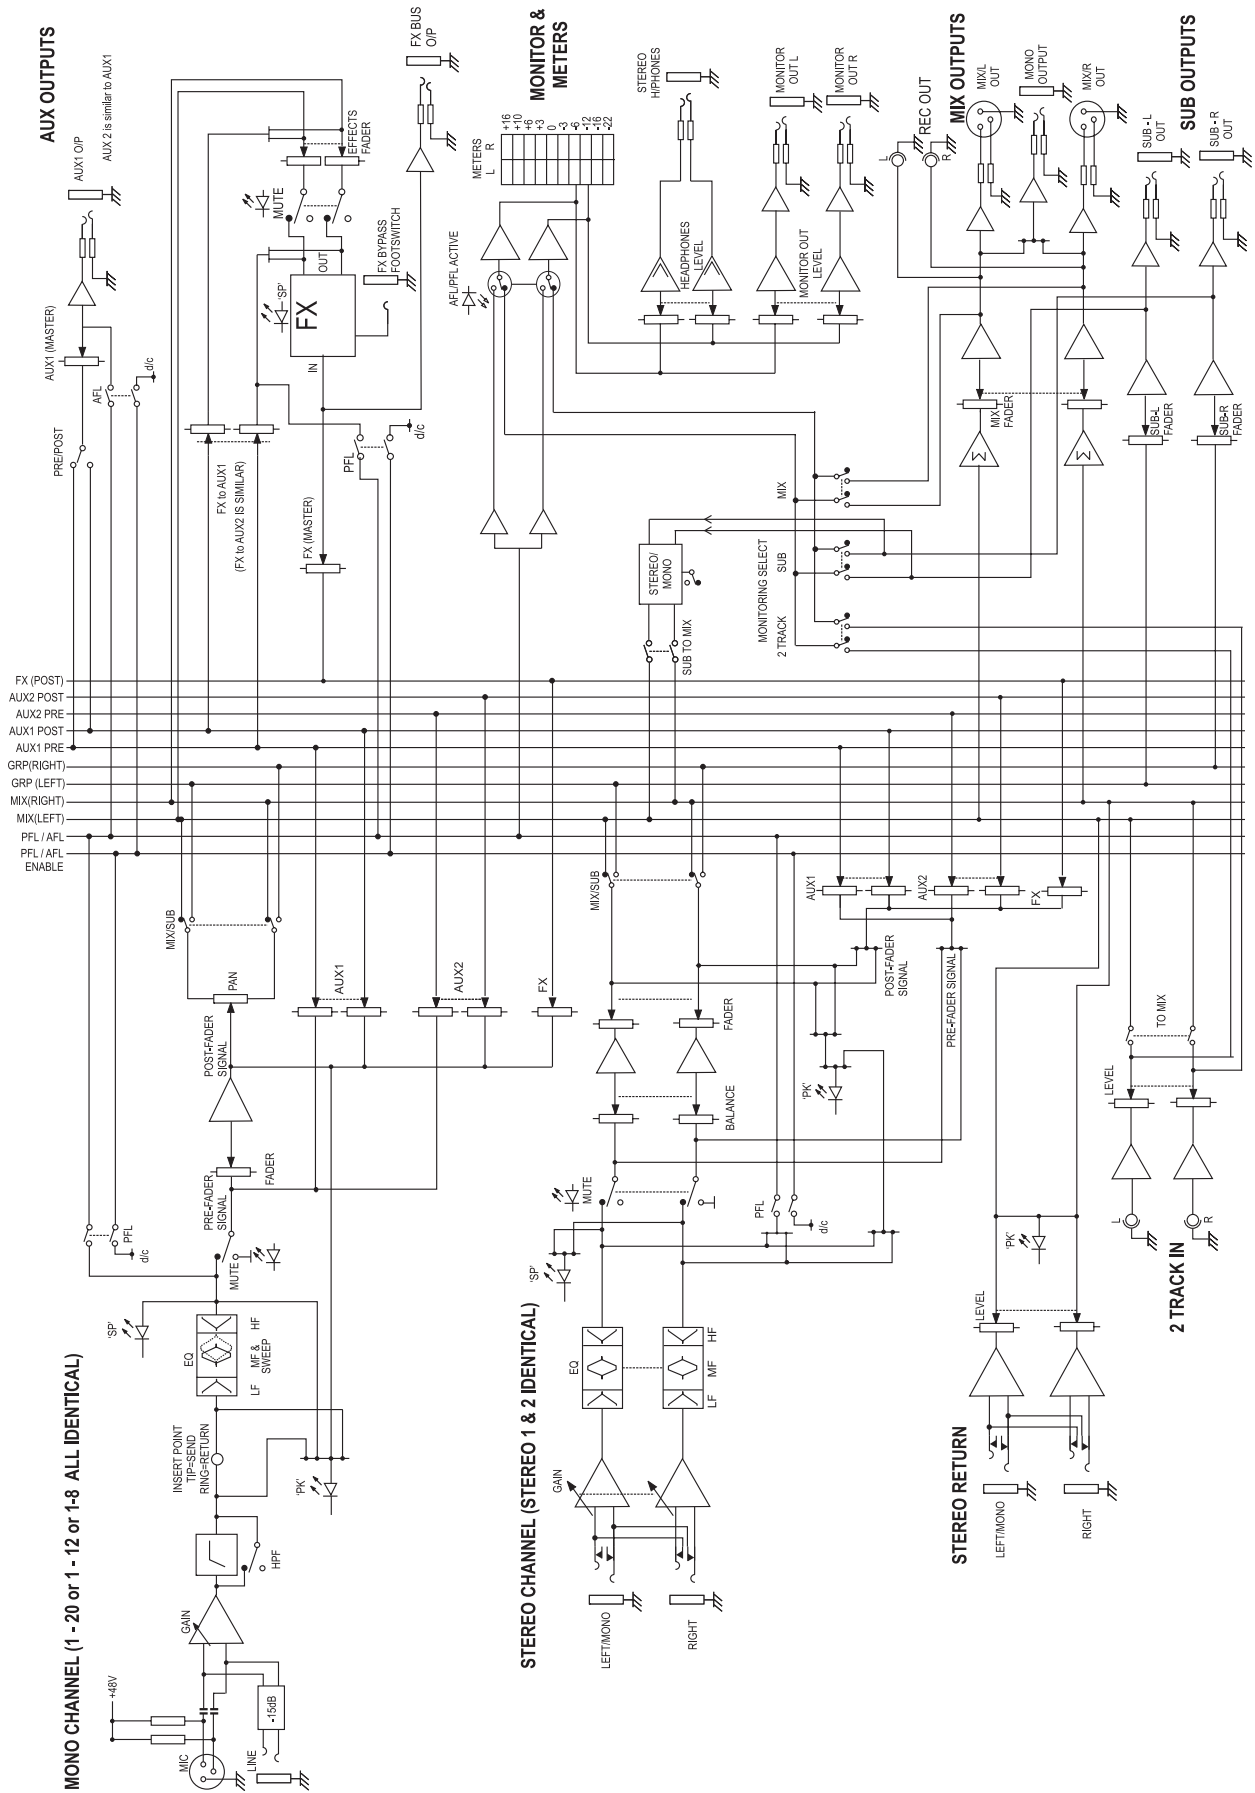 AUX OUTPUTS
AUX1 O/P
AUX 2 is similar to AUX1
AUX1 (MASTER)
AFL
d/c
PRE/POST
FX BUS
O/P
EFFECTS
FADER
MUTE
FX BYPASS
FOOTSWITCH
OUT
'SP'
FX
IN
PFL
d/c
FX to AUX1
(FX to AUX2 IS SIMILAR)
FX (MASTER)
MONITOR &
METERS
+16
+10
+6
+3
0
-3
-6
-12
-16
-22
METERS
L R
AFL/PFL ACTIVE
STEREO
H/PHONES
HEADPHONES
LEVEL
MONITOR
OUT L
MONITOR
OUT R
MONITOR OUT
LEVEL
REC OUT
L
R
MIX OUTPUTS
MIX/L
OUT
MONO
OUTPUT
MIX/R
OUT
MIX
FADER
Σ
Σ
SUB OUTPUTS
SUB - L
OUT
SUB - R
OUT
SUB-L
FADER
SUB-R
FADER
STEREO/
MONO
SUB TO MIX
MONITORING SELECT
2 TRACK
SUB
MIX
FX (POST)
AUX2 POST
AUX2 PRE
AUX1 POST
AUX1 PRE
GRP(RIGHT)
GRP (LEFT)
MIX(RIGHT)
MIX(LEFT)
PFL / AFL
PFL / AFL
ENABLE
MONO CHANNEL (1 - 20 or 1 - 12 or 1-8 ALL IDENTICAL)
MIC
+48V
LINE
-15dB
GAIN
HPF
INSERT POINT
TIP=SEND
RING=RETURN
'PK'
EQ
LF
MF &
SWEEP
HF
'SP'
MUTE
PFL
d/c
PRE-FADER
SIGNAL
FADER
POST-FADER
SIGNAL
PAN
MIX/SUB
AUX1
AUX2
FX
STEREO CHANNEL (STEREO 1 & 2 IDENTICAL)
LEFT/MONO
RIGHT
GAIN
EQ
LF
MF
HF
'SP'
MUTE
PFL
d/c
BALANCE
FADER
'PK'
MIX/SUB
POST-FADER
SIGNAL
PRE-FADER SIGNAL
AUX1
AUX2
FX
STEREO RETURN
LEFT/MONO
RIGHT
LEVEL
'PK'
2 TRACK IN
L
R
LEVEL
TO MIX